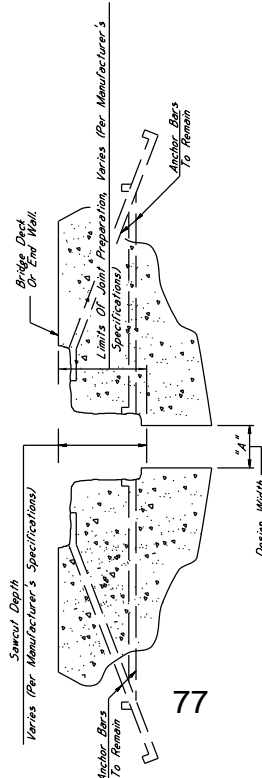 Sawcut Depth
Varies (Per Manufacturer's Specifications)
Bridge Deck
Or End Wall.
Limits Of Joint Preparation, Varies (Per Manufacturer's
Specifications)
Anchor Bars
To Remain
Anchor Bars
To Remain
"A"
Design Width
77